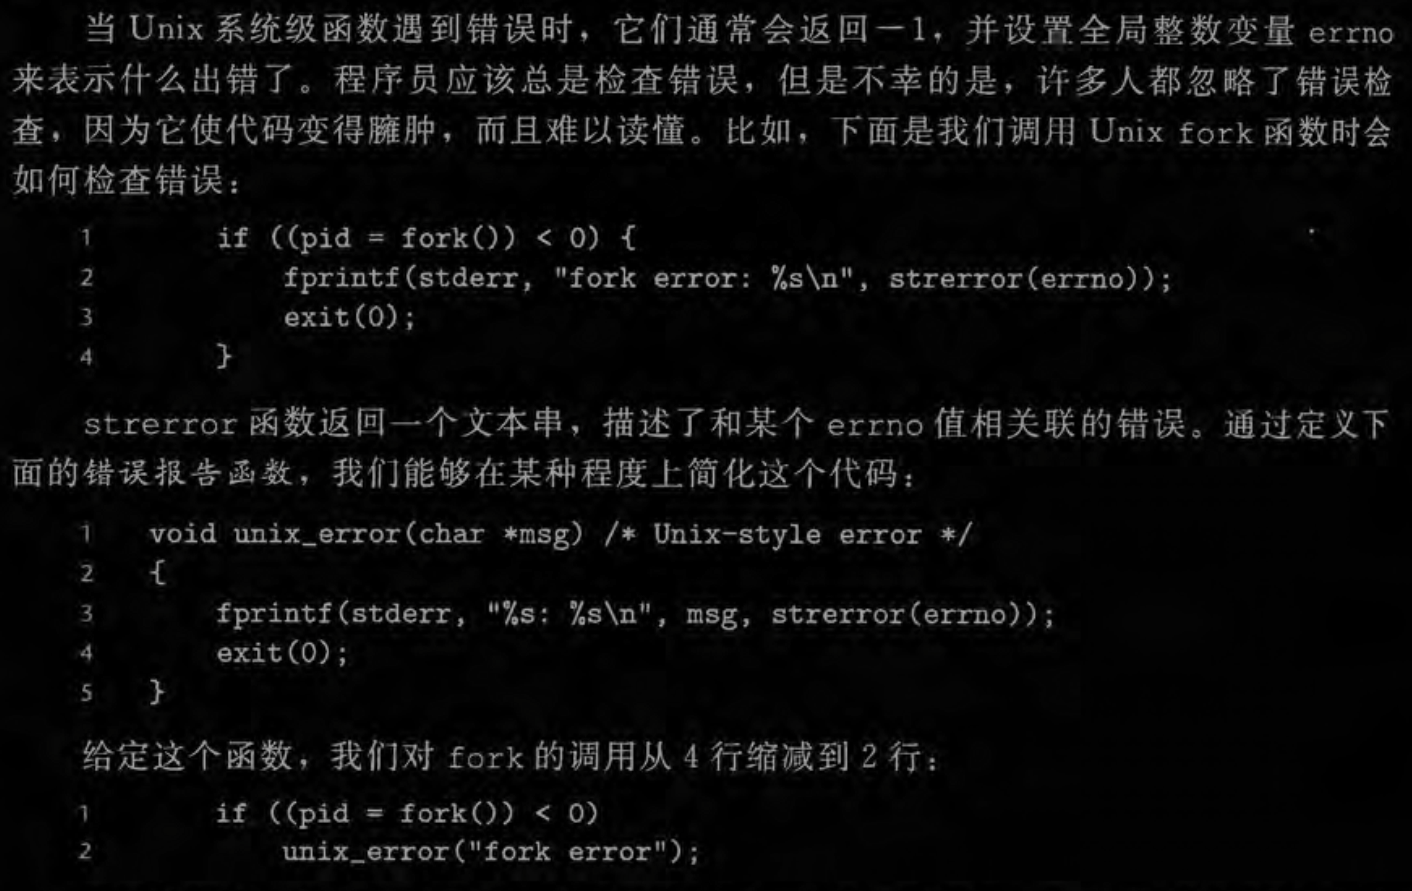 当 Unix 系统级函数遇到错误时，它们通常会返回－1，并设置全局整数变量 errno
来表示什么出错了。程序员应该总是检查错误，但是不幸的是，许多人都忽略了错误检
查，因为它使代码变得臃肿，而且难以读懂。比如，下面是我们调用 Unix fork 函数时会
如何检查错误：
1 if ((pid = fork()) < 0) {
2 fprintf(stderr, "fork error: %s\n", strerror(errno));
3 exit(0);
4 }
strerror 函数返回一个文本串，描述了和某个 errno 值相关联的错误。通过定义下
面的错误报告函数，我们能够在某种程度上简化这个代码：
1 void unix_error(char *msg) /* Unix-style error */
2 {
3 fprintf(stderr, "%s: %s\n", msg, strerror(errno));
4 exit(0);
5 }
给定这个函数，我们对 fork 的调用从 4 行缩减到 2 行：
1 if ((pid = fork()) < 0)
2 unix_error("fork error");